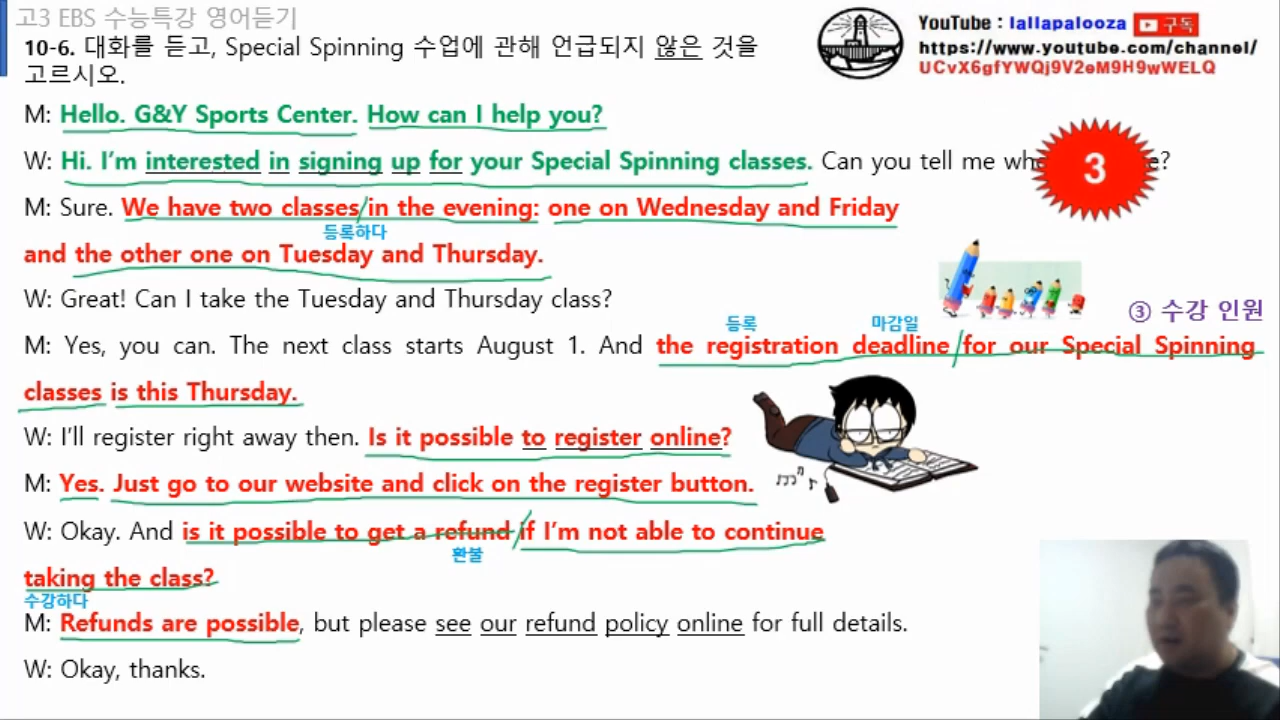 고3 EBS 수능특강 영어듣기
10-6. 대화를 듣고, Special Spinning 수업에 관해 언급되지 않은 것을
고르시오.
YouTube : lallapalooza 구독
https://www.youtube.com/channel/
UCvX6gfYWQj9V2eM9H9wWELQ
M: Hello. G&Y Sports Center. How can I help you?
W: Hi. I'm interested in signing up for your Special Spinning classes. Can you tell me ?
3
M: Sure. We have two classes/in the evening: one on Wednesday and Friday
등록하다
and the other one on Tuesday and Thursday.
W: Great! Can I take the Tuesday and Thursday class?
③ 수강 인원
등록 마감일
M: Yes, you can. The next class starts August 1. And the registration deadline/for our Special Spinning
classes is this Thursday.
W: I'll register right away then. Is it possible to register online?
M: Yes. Just go to our website and click on the register button.
W: Okay. And is it possible to get a refund/if I'm not able to continue
환불
taking the class?
수강하다
M: Refunds are possible, but please see our refund policy online for full details.
W: Okay, thanks.